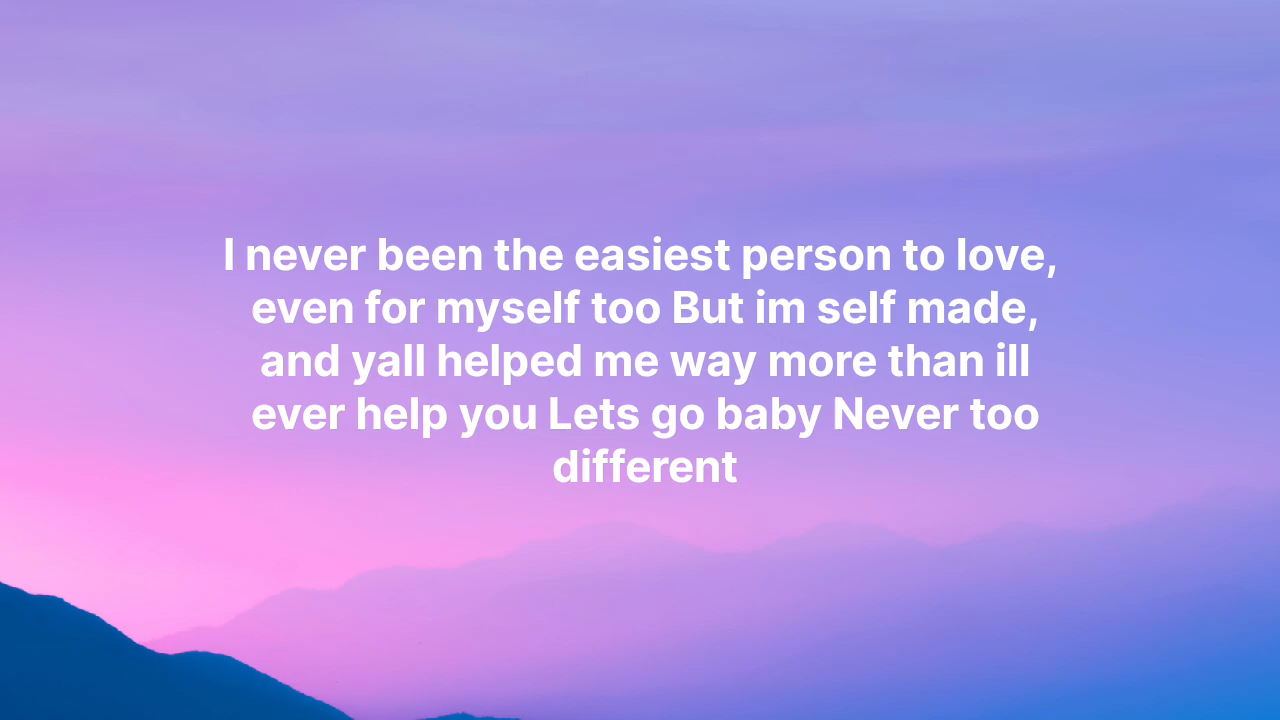 I never been the easiest person to love,
even for myself too But im self made,
and yall helped me way more than ill
ever help you Lets go baby Never too
different